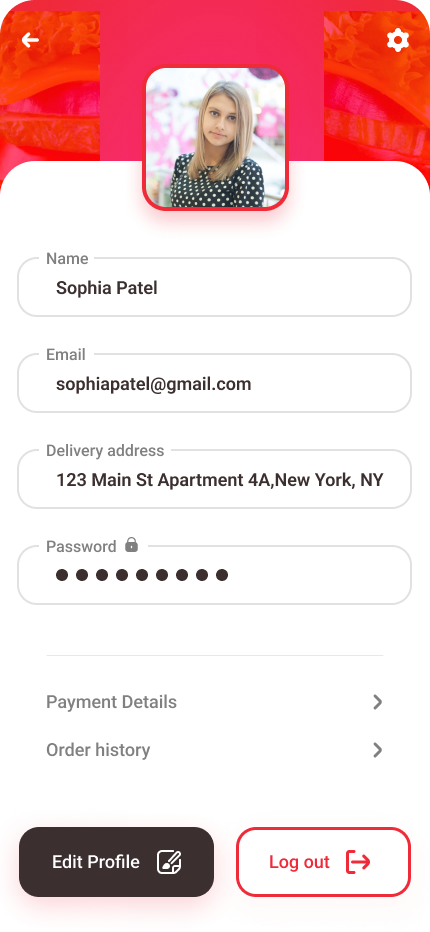 Name
Sophia Patel
Email
sophiapatel@gmail.com
Delivery address
123 Main St Apartment 4A,New York, NY
Password
Payment Details
Order history
Edit Profile
Log out